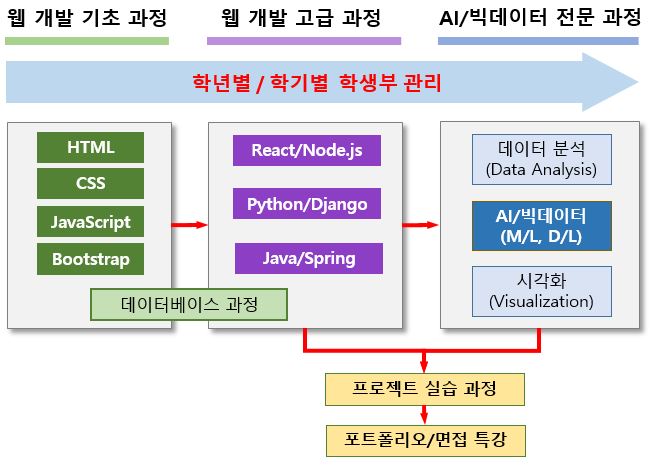 웹 개발 기초 과정
웹 개발 고급 과정
AI/빅데이터 전문 과정
학년별 / 학기별 학생부 관리
HTML
CSS
JavaScript
Bootstrap
React/Node.js
Python/Django
Java/Spring
데이터 분석
(Data Analysis)
AI/빅데이터
(M/L, D/L)
시각화
(Visualization)
데이터베이스 과정
프로젝트 실습 과정
포트폴리오/면접 특강